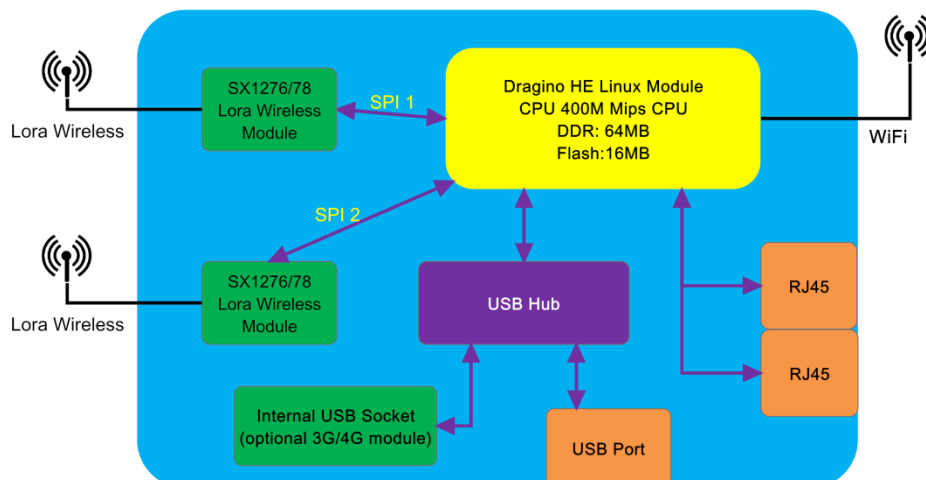 SX1276/78
Lora Wireless
Module
SPI 1
Dragino HE Linux Module
CPU 400M Mips CPU
DDR: 64MB
Flash:16MB
Lora Wireless
WiFi
SPI 2
SX1276/78
Lora Wireless
Module
Lora Wireless
USB Hub
RJ45
RJ45
Internal USB Socket
(optional 3G/4G module)
USB Port